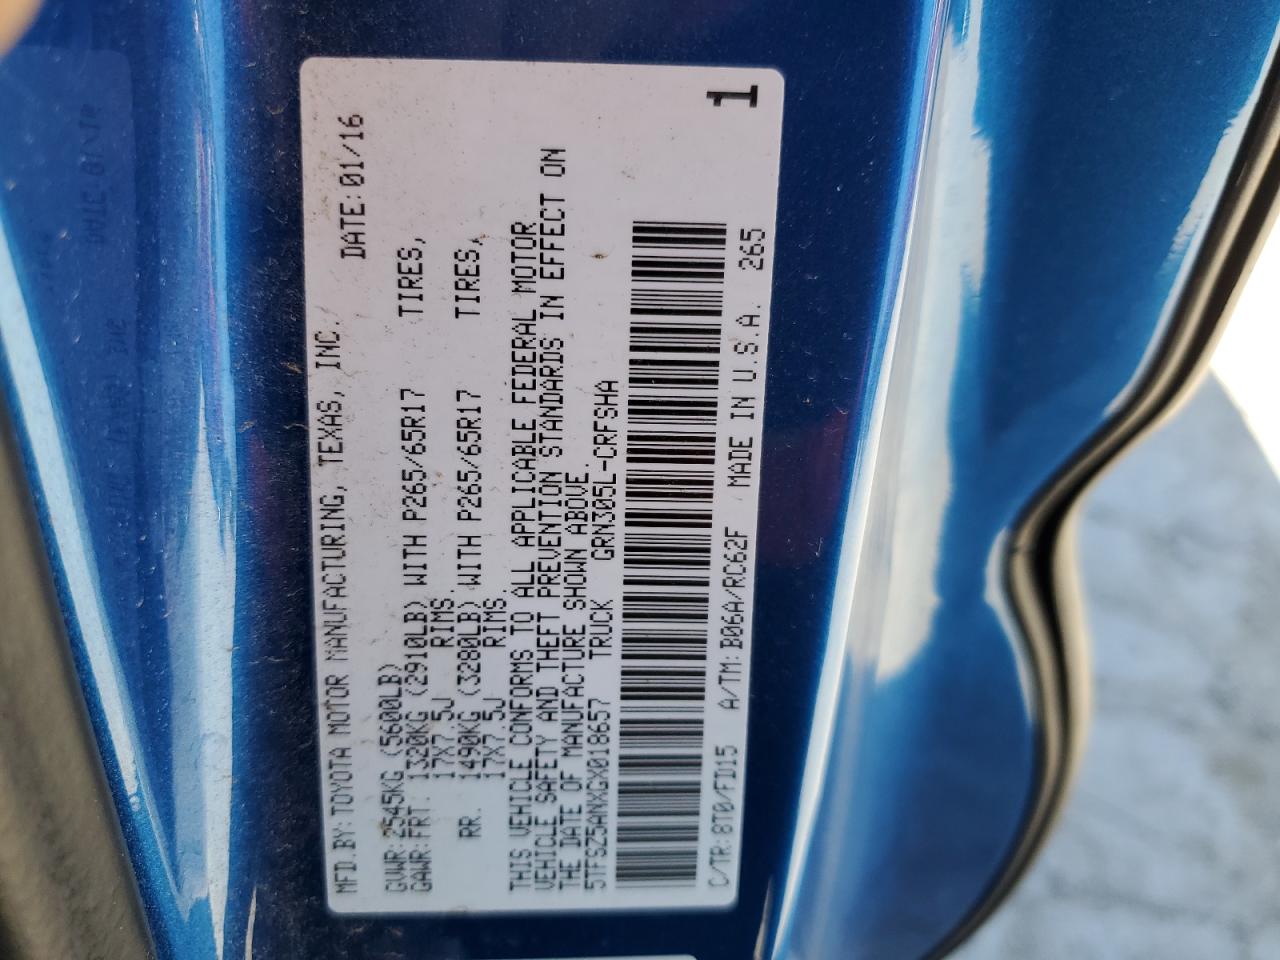 MFD.BY:TOYOTA MOTOR MANUFACTURING, TEXAS, INC. DATE:01/16
GVWR:2545KG (5600LB)
GAWR:FRT. 1320KG (2910LB) WITH P265/65R17 TIRES,
17X7.5J RIMS,
RR. 1490KG (3280LB) WITH P265/65R17 TIRES,
17X7.5J RIMS.
THIS VEHICLE CONFORMS TO ALL APPLICABLE FEDERAL MOTOR
VEHICLE SAFETY AND THEFT PREVENTION STANDARDS IN EFFECT ON
THE DATE OF MANUFACTURE SHOWN ABOVE.
5TFSZ5ANXGX018657 TRUCK GRN305L-CRFSHA
C/TR:8T0/FD15 A/TM:B06A/RC62F MADE IN U.S.A. 265
1